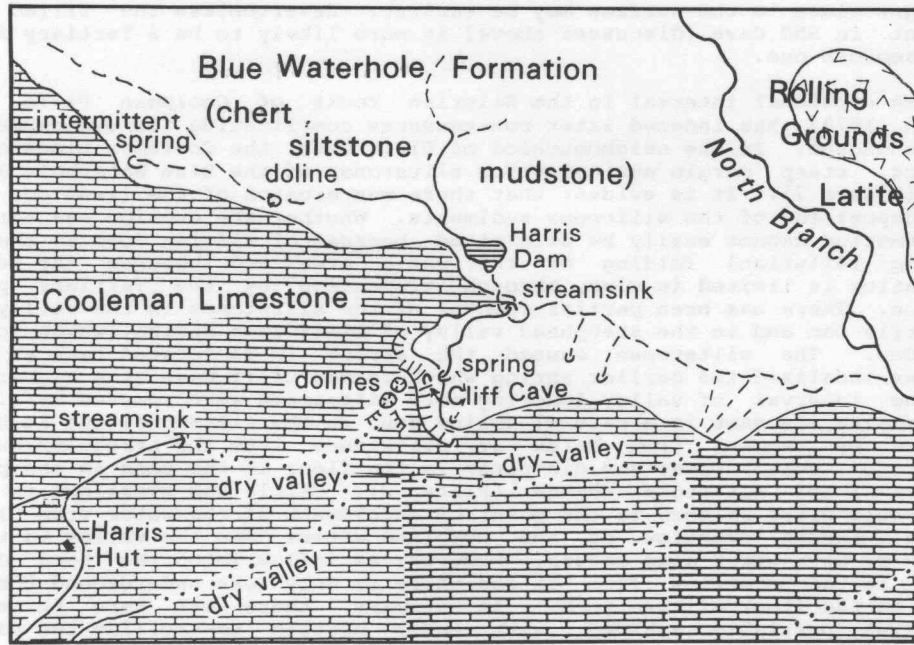 Blue Waterhole Formation
Rolling
Grounds
Latite
chert
intermittent
spring
siltstone
doline
mudstone
North Branch
Harris
Dam
Cooleman Limestone
streamsink
spring
dolines
Cliff Cave
streamsink
dry valley
dry valley
Harris
Hut
dry valley